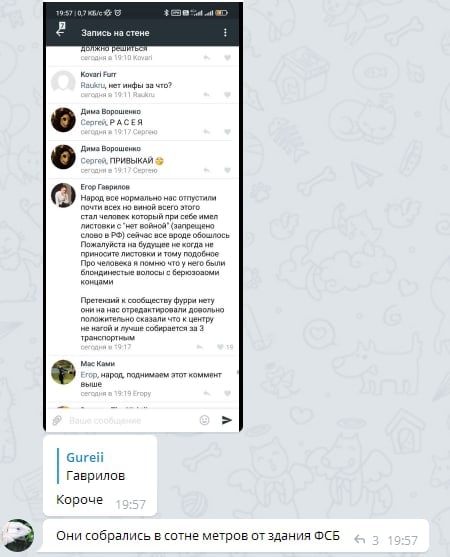 19:57 | 0,7 КБ/с
7
Запись на стене
должно решиться
сегодня в 19:10 Kovari
Kovari Furr
Raukru, нет инфы за что?
сегодня в 19:11 Raukru
Дима Ворошенко
Сергей, Р А С Е Я
сегодня в 19:17 Сергею
Дима Ворошенко
Сергей, ПРИВЫКАЙ
сегодня в 19:17 Сергею
Егор Гаврилов
Народ все нормально нас отпустили
почти всех но виной всего этого
стал человек который при себе имел
листовки с "нет войной" (запрещено
слово в РФ) сейчас все вроде обошлось
Пожалуйста на будущее не когда не
приносите листовки и тому подобное
Про человека я помню что у него были
блондинестые волосы с берюзоаоми
концами
Претензий к сообществу фурри нету
они на нас отредактировали довольно
положительно сказали что к центру
не нагой и лучше собирается за 3
транспортным
сегодня в 19:17
18
Мас Ками
Егор, народ, поднимаем этот коммент
выше
сегодня в 19:19 Егору
Ваше сообщение
Gureii
Гаврилов
Короче
19:57
Они собрались в сотне метров от здания ФСБ
3 19:57